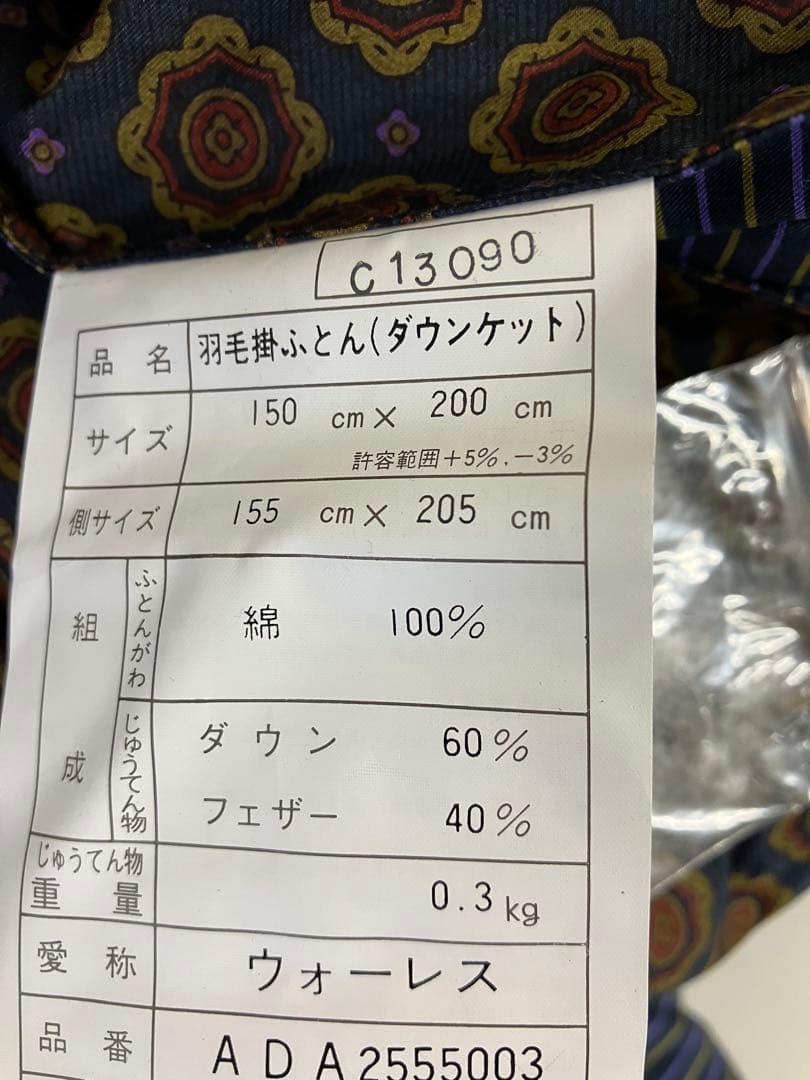 C13090
品名 羽毛掛ふとん(ダウンケット)
サイズ 150 cm × 200 cm
許容範囲+5%.-3%
側サイズ 155 cm × 205 cm
組成 ふとんがわ 綿 100%
じゅうてん物 ダウン 60%
フェザー 40%
じゅうてん物
重量 0.3 kg
愛称 ウォーレス
品番 ADA2555003